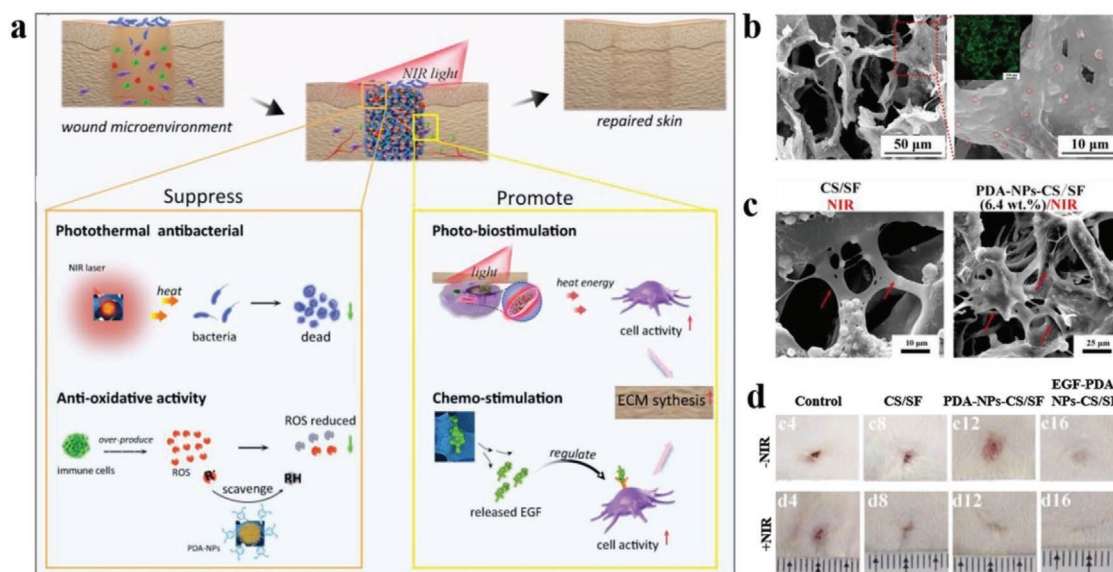 a
wound microenvironment
NIR light
repaired skin
Suppress
Photothermal antibacterial
NIR laser
heat
bacteria
dead
Anti-oxidative activity
over-produce
immune cells
ROS
R
scavenge
ROS reduced
RH
PDA-NPs
Promote
Photo-biostimulation
light
heat energy
cell activity
Chemo-stimulation
ECM sythesis
regulate
released EGF
cell activity
b
50 μm
10 μm
c
CS/SF
NIR
10 μm
PDA-NPs-CS/SF
(6.4 wt.%)/NIR
25 μm
d
Control
CS/SF
PDA-NPs-CS/SF
EGF-PDA
NPs-CS/SF
-NIR
c4
c8
c12
c16
+NIR
d4
d8
d12
d16